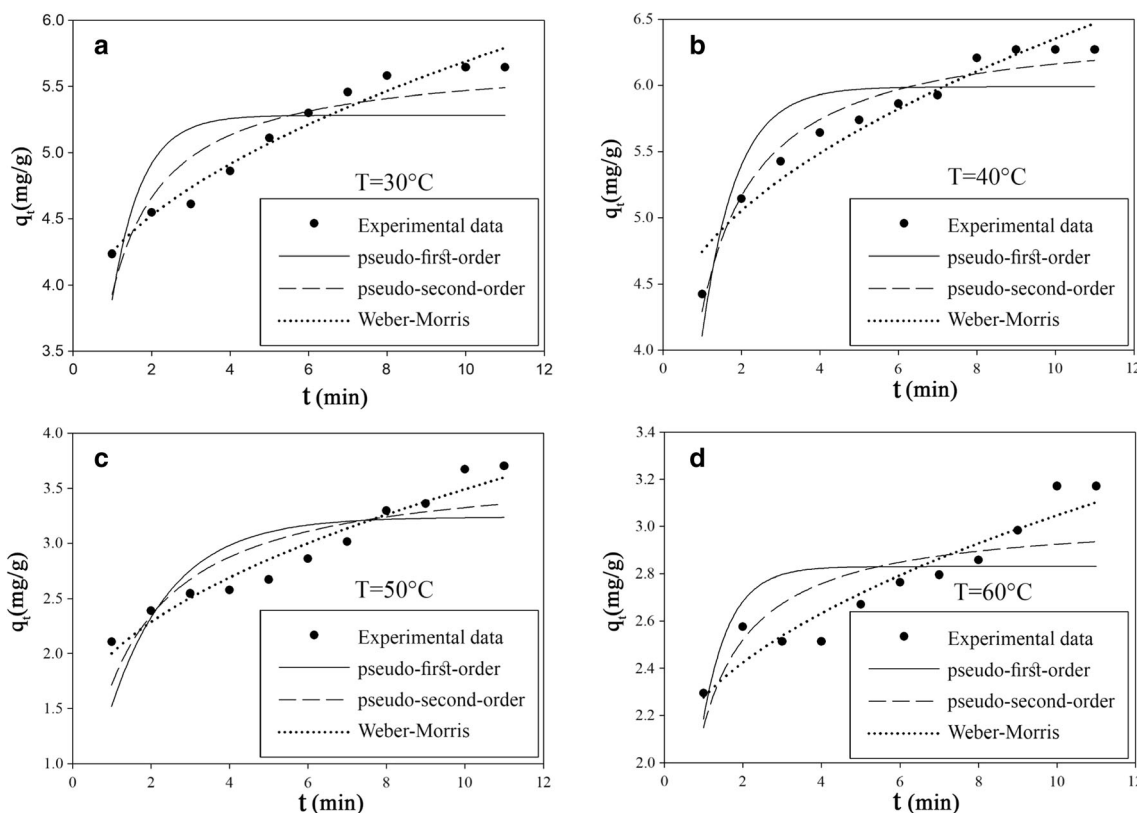 a
6.0
5.5
5.0
4.5
4.0
3.5
qt(mg/g)
T=30°C
Experimental data
pseudo-first-order
pseudo-second-order
Weber-Morris
0 2 4 6 8 10 12
t (min)
b
6.5
6.0
5.5
5.0
4.5
4.0
qt(mg/g)
T=40°C
Experimental data
pseudo-first-order
pseudo-second-order
Weber-Morris
0 2 4 6 8 10 12
t (min)
c
4.0
3.5
3.0
2.5
2.0
1.5
1.0
qt(mg/g)
T=50°C
Experimental data
pseudo-first-order
pseudo-second-order
Weber-Morris
0 2 4 6 8 10 12
t (min)
d
3.4
3.2
3.0
2.8
2.6
2.4
2.2
2.0
qt(mg/g)
T=60°C
Experimental data
pseudo-first-order
pseudo-second-order
Weber-Morris
0 2 4 6 8 10 12
t (min)